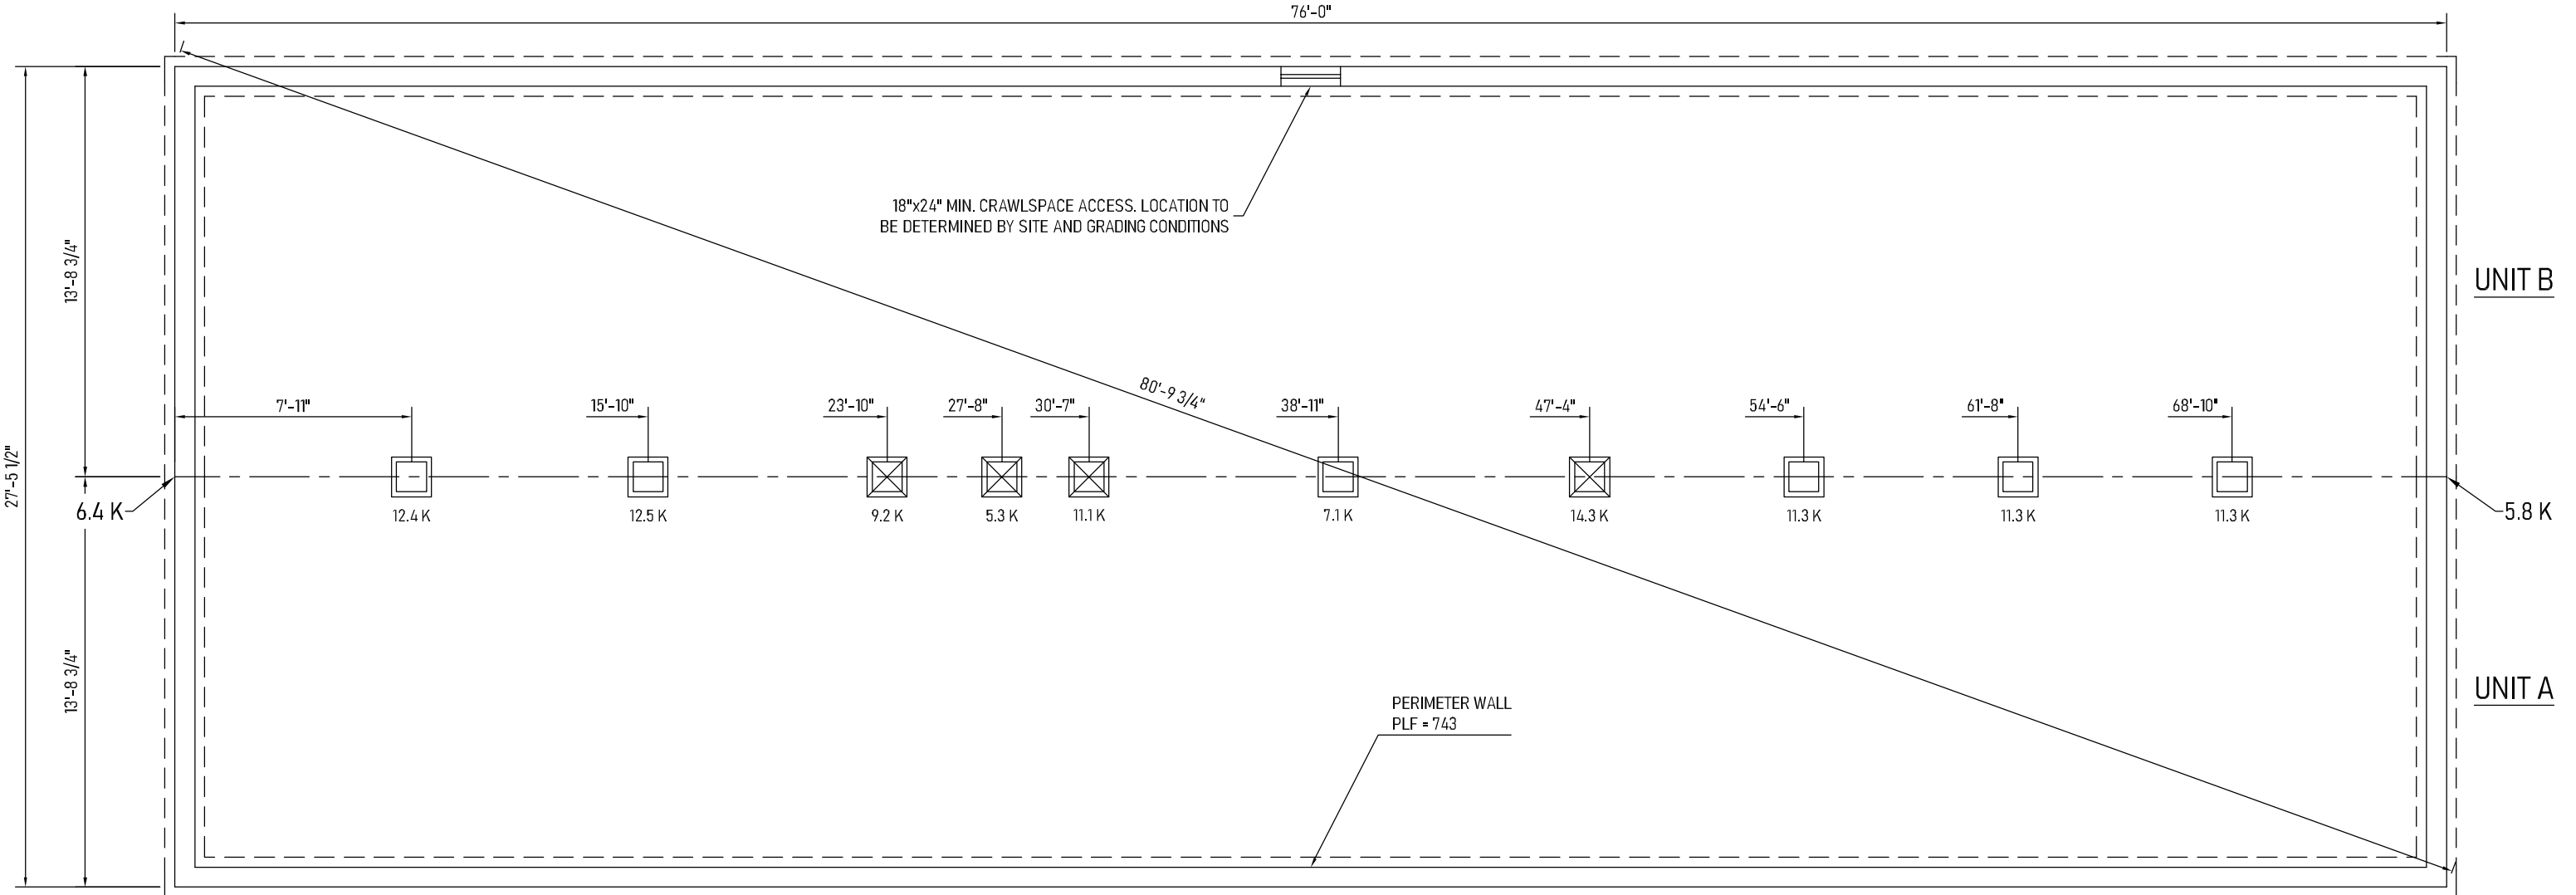 76'-0"
13'-8 3/4"
27'-5 1/2"
13'-8 3/4"
18"x24" MIN. CRAWLSPACE ACCESS. LOCATION TO
BE DETERMINED BY SITE AND GRADING CONDITIONS
UNIT B
80'-9 3/4"
7'-11"
15'-10"
23'-10"
27'-8"
30'-7"
38'-11"
47'-4"
54'-6"
61'-8"
68'-10"
6.4 K
12.4 K
12.5 K
9.2 K
5.3 K
11.1 K
7.1 K
14.3 K
11.3 K
11.3 K
11.3 K
5.8 K
UNIT A
PERIMETER WALL
PLF = 743